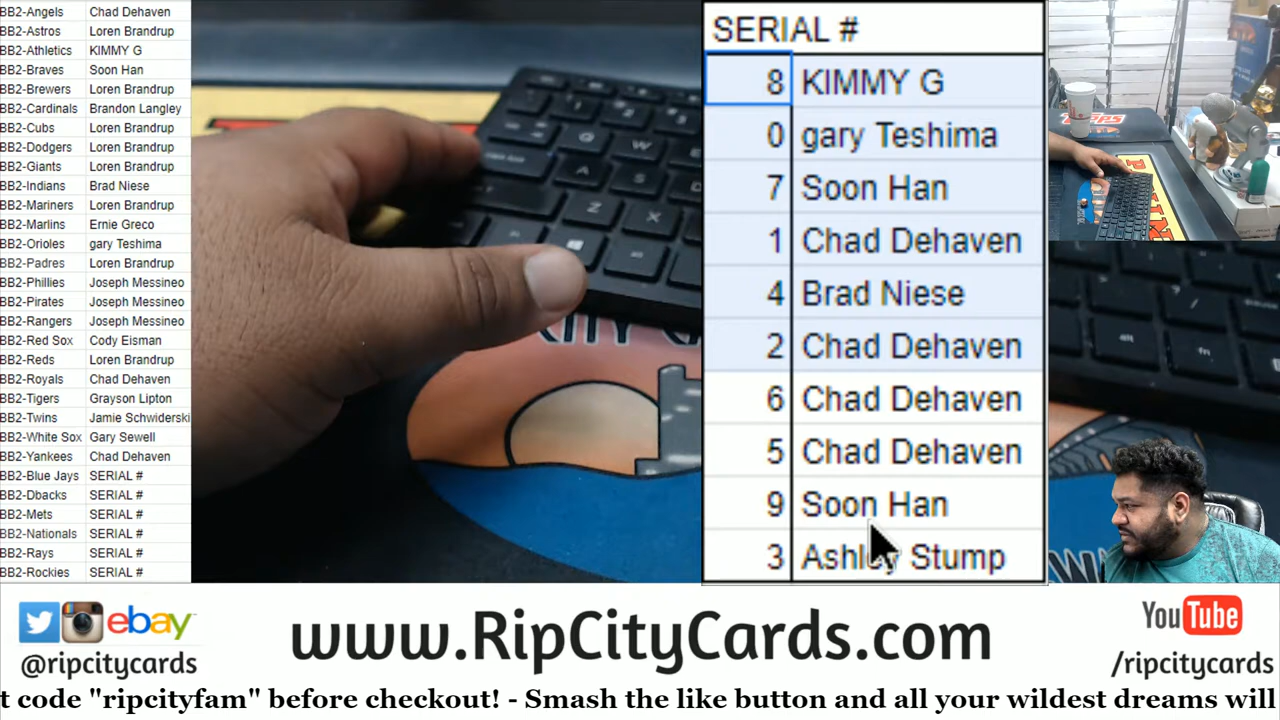 BB2-Angels Chad Dehaven
BB2-Astros Loren Brandrup
BB2-Athletics KIMMY G
BB2-Braves Soon Han
BB2-Brewers Loren Brandrup
BB2-Cardinals Brandon Langley
BB2-Cubs Loren Brandrup
BB2-Dodgers Loren Brandrup
BB2-Giants Loren Brandrup
BB2-Indians Brad Niese
BB2-Mariners Loren Brandrup
BB2-Marlins Ernie Greco
BB2-Orioles gary Teshima
BB2-Padres Loren Brandrup
BB2-Phillies Joseph Messineo
BB2-Pirates Joseph Messineo
BB2-Rangers Joseph Messineo
BB2-Red Sox Cody Eisman
BB2-Reds Loren Brandrup
BB2-Royals Chad Dehaven
BB2-Tigers Grayson Lipton
BB2-Twins Jamie Schwiderski
BB2-White Sox Gary Sewell
BB2-Yankees Chad Dehaven
BB2-Blue Jays SERIAL #
BB2-Dbacks SERIAL #
BB2-Mets SERIAL #
BB2-Nationals SERIAL #
BB2-Rays SERIAL #
BB2-Rockies SERIAL #
Q W
A S
Z X
alt fn
CITY
SERIAL #
8 KIMMY G
0 gary Teshima
7 Soon Han
1 Chad Dehaven
4 Brad Niese
2 Chad Dehaven
6 Chad Dehaven
5 Chad Dehaven
9 Soon Han
3 Ashley Stump
TOPPS
ebay
@ripcitycards
www.RipCityCards.com
YouTube
/ripcitycards
t code "ripcityfam" before checkout! - Smash the like button and all your wildest dreams will